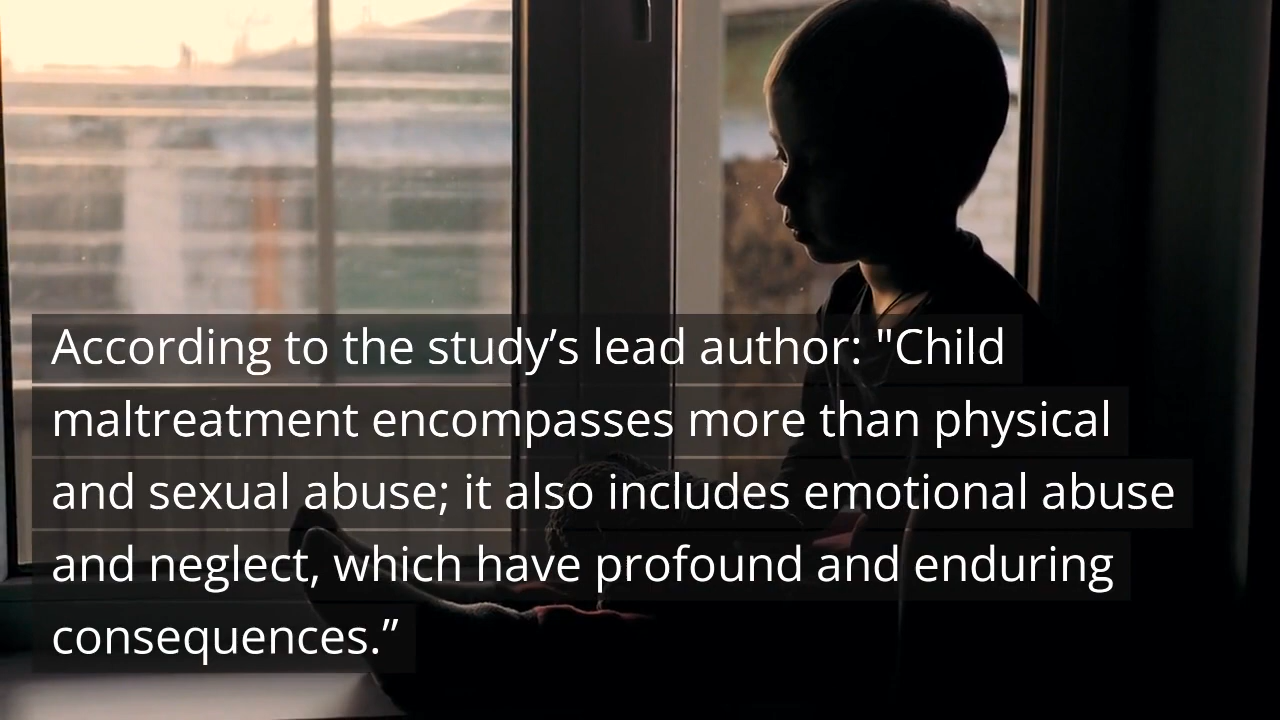 According to the study’s lead author: "Child
maltreatment encompasses more than physical
and sexual abuse; it also includes emotional abuse
and neglect, which have profound and enduring
consequences.”